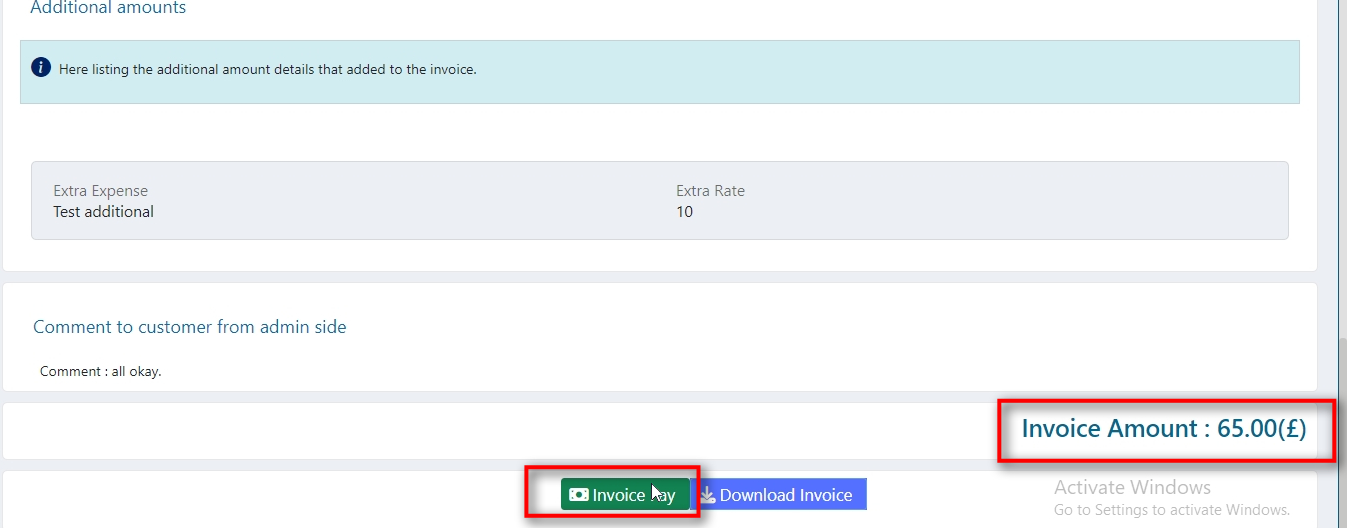 Additional amounts
Here listing the additional amount details that added to the invoice.
Extra Expense
Extra Rate
Test additional
10
Comment to customer from admin side
Comment : all okay.
Invoice Amount : 65.00(£)
Invoice
Download Invoice
Activate Windows
Go to Settings to activate Windows.